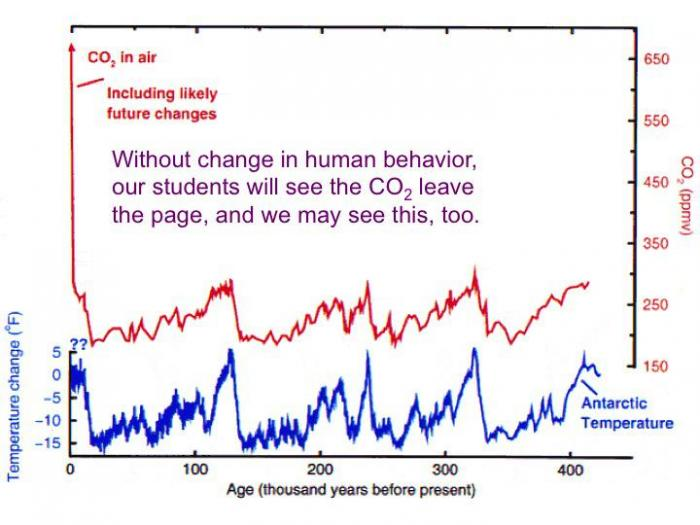 CO₂ in air
Including likely
future changes
Without change in human behavior,
our students will see the CO₂ leave
the page, and we may see this, too.
650
550
450
350
250
150
CO₂ (ppmv)
Temperature change (°F)
??
5
0
−5
−10
−15
Antarctic
Temperature
0
100
200
300
400
Age (thousand years before present)